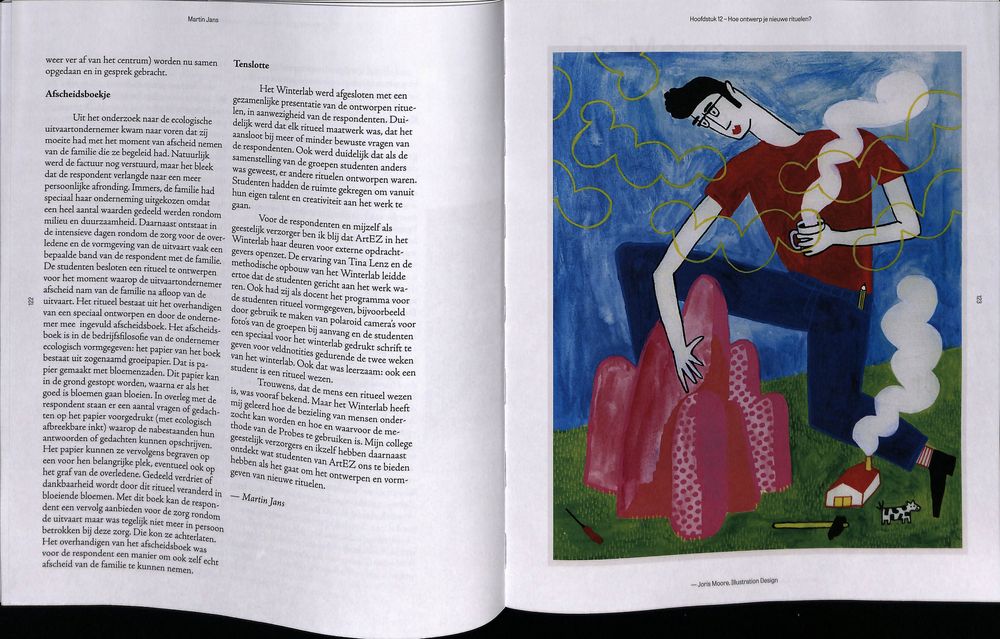 Martin Jans
weer ver af van het centrum) worden nu samen
opgedaan en in gesprek gebracht.
Afscheidsboekje
Uit het onderzoek naar de ecologische
uitvaartondernemer kwam naar voren dat zij
moeite had met het moment van afscheid nemen
van de familie die ze begeleid had. Natuurlijk
werd de factuur nog verstuurd, maar het bleek
dat de respondent verlangde naar een meer
persoonlijke afronding. Immers, de familie had
speciaal haar onderneming uitgekozen omdat
een heel aantal waarden gedeeld werden rondom
milieu en duurzaamheid. Daarnaast ontstaat in
de intensieve dagen rondom de zorg voor de over-
ledene en de vormgeving van de uitvaart vaak een
bepaalde band van de respondent met de familie.
De studenten besloten een ritueel te ontwerpen
voor het moment waarop de uitvaartondernemer
afscheid nam van de familie na afloop van de
uitvaart. Het ritueel bestaat uit het overhandigen
van een speciaal ontworpen en door de onderne-
mer mee  ingevuld afscheidsboek. Het afscheids-
boek is in de bedrijfsfilosofie van de ondernemer
ecologisch vormgegeven: het papier van het boek
bestaat uit zogenaamd groeipapier. Dat is pa-
pier gemaakt met bloemenzaden. Dit papier kan
in de grond gestopt worden, waarna er als het
goed is bloemen gaan bloeien. In overleg met de
respondent staan er een aantal vragen of gedach-
ten op het papier voorgedrukt (met ecologisch
afbreekbare inkt) waarop de nabestaanden hun
antwoorden of gedachten kunnen opschrijven.
Het papier kunnen ze vervolgens begraven op
een voor hen belangrijke plek, eventueel ook op
het graf van de overledene. Gedeeld verdriet of
dankbaarheid wordt door dit ritueel veranderd in
bloeiende bloemen. Met dit boek kan de respon-
dent een vervolg aanbieden voor de zorg rondom
de uitvaart maar was tegelijk niet meer in persoon
betrokken bij deze zorg. Die kon ze achterlaten.
Het overhandigen van het afscheidsboek was
voor de respondent een manier om ook zelf echt
afscheid van de familie te kunnen nemen.
122
Tenslotte
Het Winterlab werd afgesloten met een
gezamenlijke presentatie van de ontworpen ritue-
len, in aanwezigheid van de respondenten. Dui-
delijk werd dat elk ritueel maatwerk was, dat het
aansloot bij meer of minder bewuste vragen van
de respondenten. Ook werd duidelijk dat als de
samenstelling van de groepen studenten anders
was geweest, er andere rituelen ontworpen waren.
Studenten hadden de ruimte gekregen om vanuit
hun eigen talent en creativiteit aan het werk te
gaan.
Voor de respondenten en mijzelf als
geestelijk verzorger ben ik blij dat ArtEZ in het
Winterlab haar deuren voor externe opdracht-
gevers openzet. De ervaring van Tina Lenz en de
methodische opbouw van het Winterlab leidde
ertoe dat de studenten gericht aan het werk wa-
ren. Ook had zij als docent het programma voor
de studenten ritueel vormgegeven, bijvoorbeeld
door gebruik te maken van polaroid camera's voor
foto's van de groepen bij aanvang en de studenten
een speciaal voor het winterlab gedrukt schrift te
geven voor veldnotities gedurende de twee weken
van het winterlab. Ook dat was leerzaam: ook een
student is een ritueel wezen.
Trouwens, dat de mens een ritueel wezen
is, was vooraf bekend. Maar het Winterlab heeft
mij geleerd hoe de bezieling van mensen onder-
zocht kan worden en hoe en waarvoor de me-
thode van de Probes te gebruiken is. Mijn college
geestelijk verzorgers en ikzelf hebben daarnaast
ontdekt wat studenten van ArtEZ ons te bieden
hebben als het gaat om het ontwerpen en vorm-
geven van nieuwe rituelen.
— Martin Jans
Hoofdstuk 12 – Hoe ontwerp je nieuwe rituelen?
123
— Joris Moore, Illustration Design